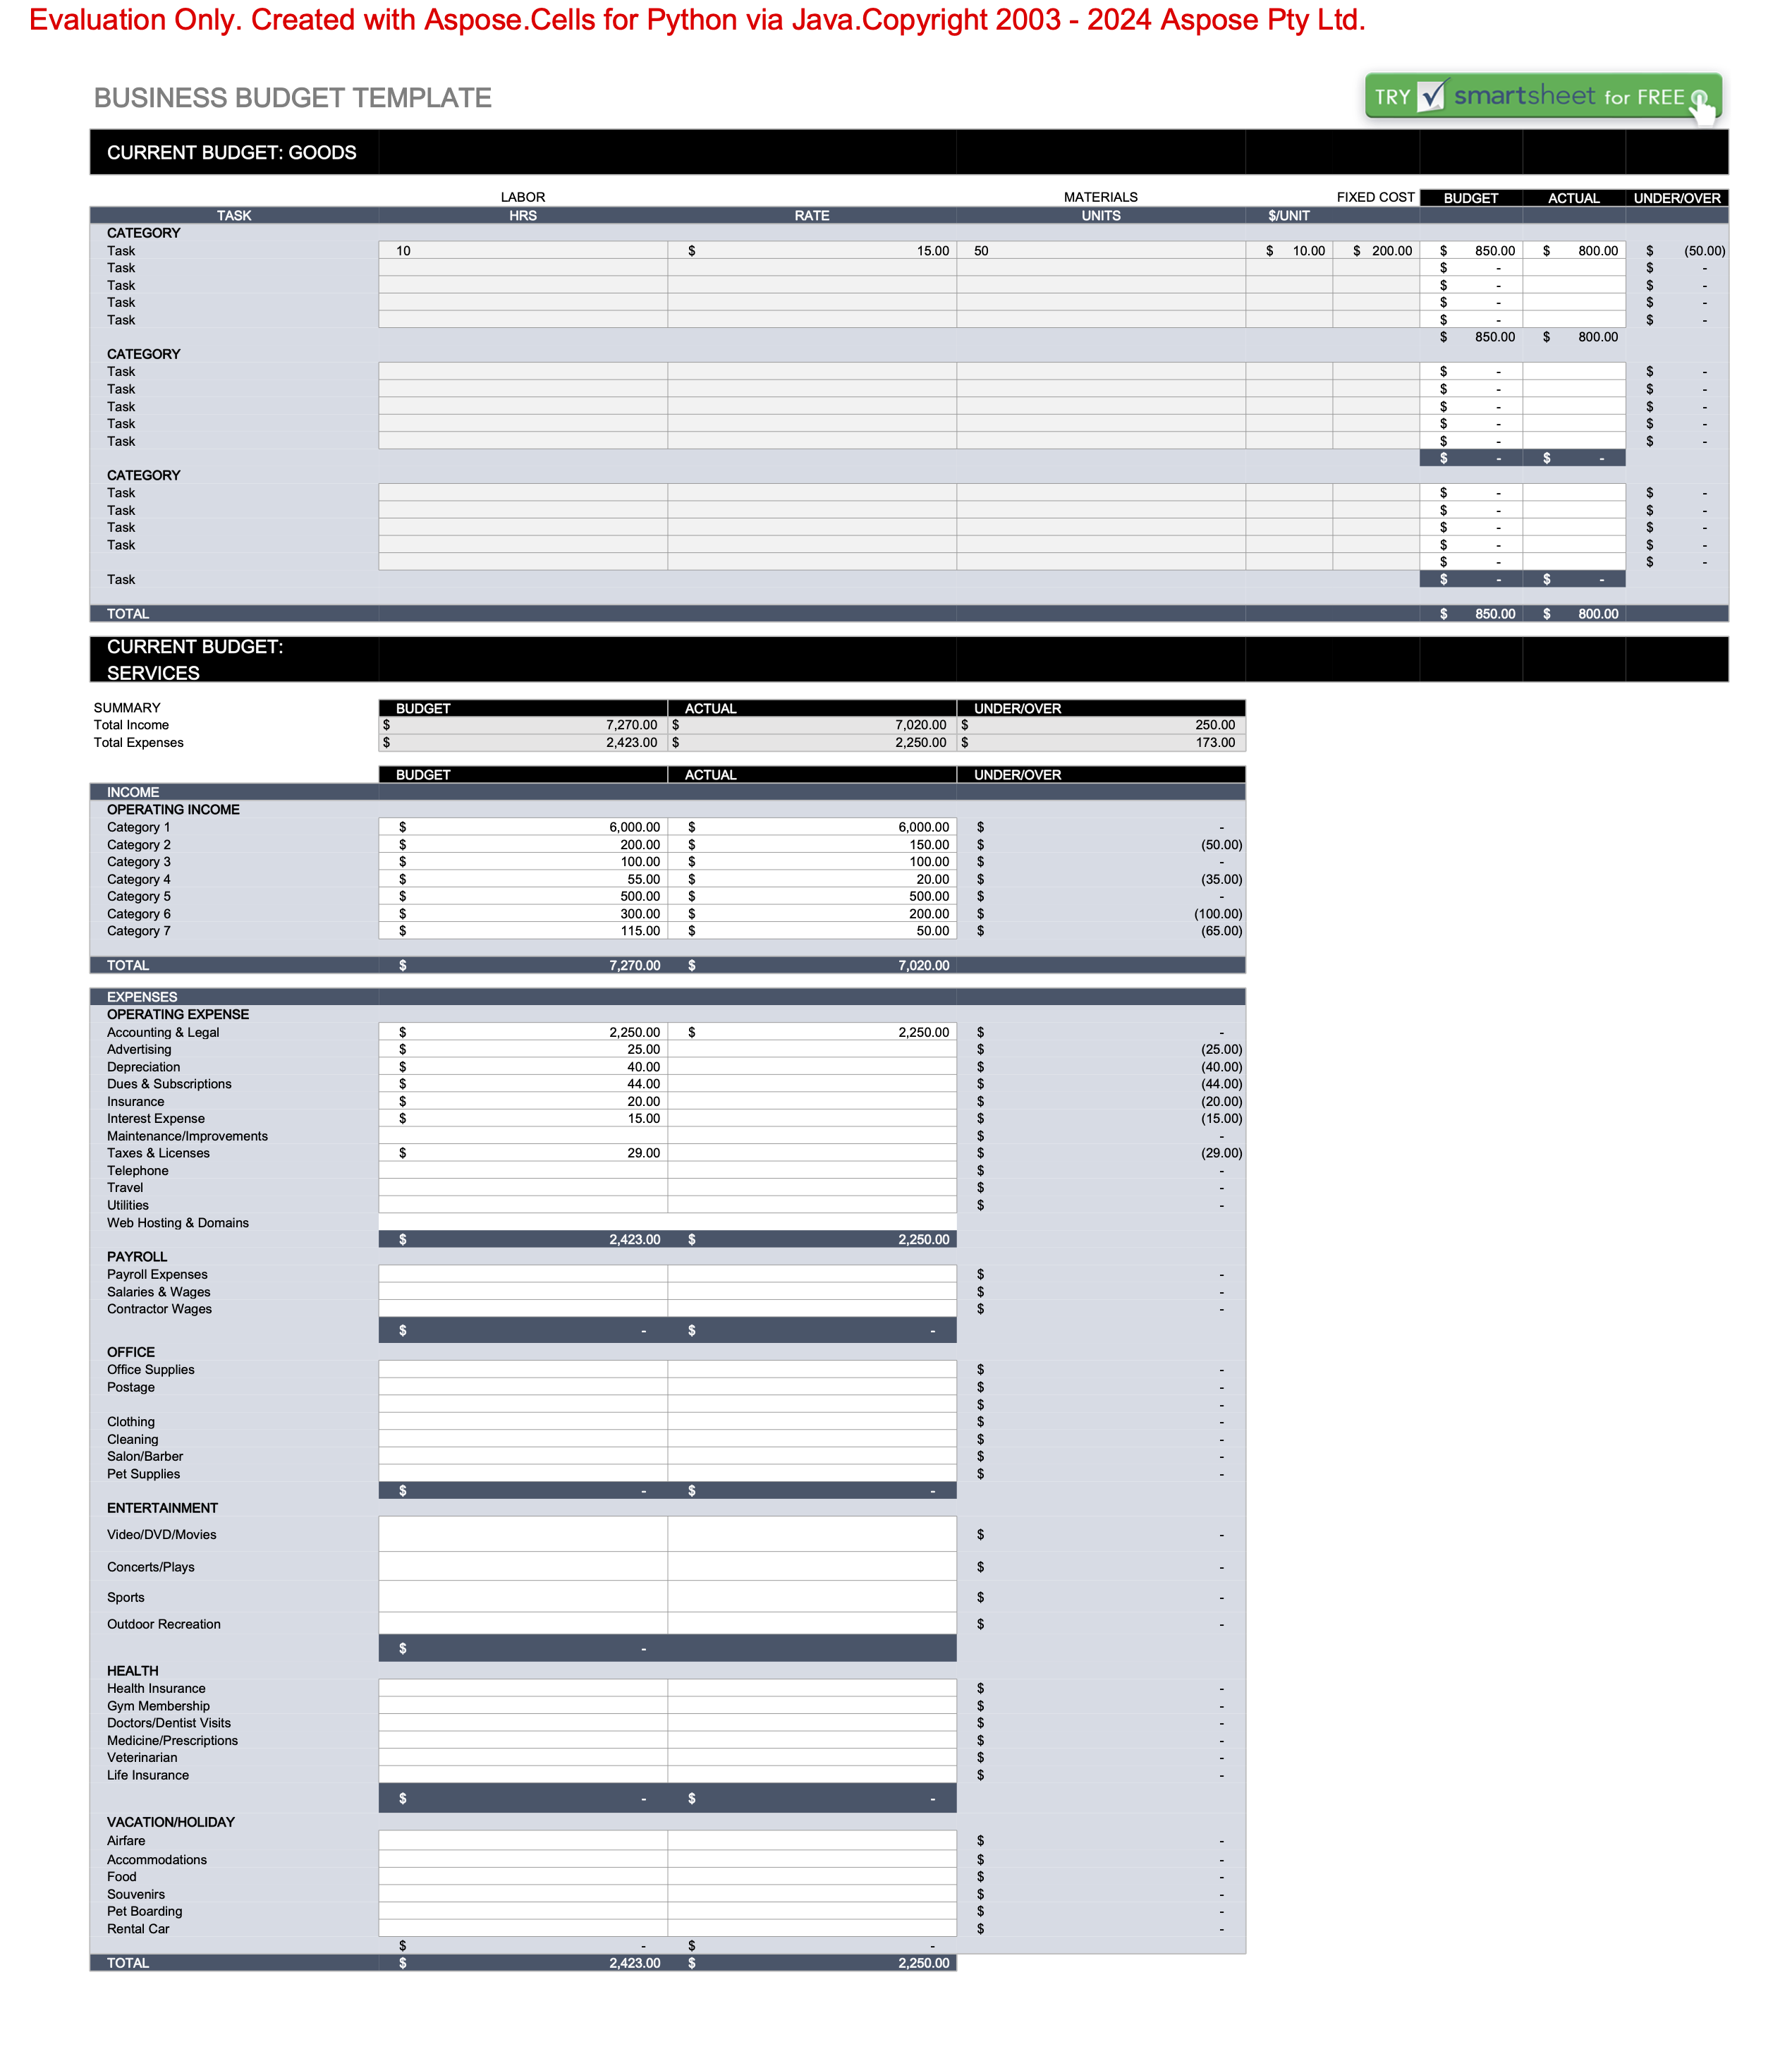 Evaluation Only. Created with Aspose.Cells for Python via Java.Copyright 2003 - 2024 Aspose Pty Ltd.
BUSINESS BUDGET TEMPLATE
TRY smartsheet for FREE
CURRENT BUDGET: GOODS
LABOR MATERIALS FIXED COST BUDGET ACTUAL UNDER/OVER
TASK HRS RATE UNITS $/UNIT
CATEGORY
Task 10 $ 15.00 50 $ 10.00 $ 200.00 $ 850.00 $ 800.00 $ (50.00)
Task $ - $ -
Task $ - $ -
Task $ - $ -
Task $ - $ -
$ 850.00 $ 800.00
CATEGORY
Task $ - $ -
Task $ - $ -
Task $ - $ -
Task $ - $ -
Task $ - $ -
$ - $ -
CATEGORY
Task $ - $ -
Task $ - $ -
Task $ - $ -
Task $ - $ -
$ - $ -
Task $ - $ -
TOTAL $ 850.00 $ 800.00
CURRENT BUDGET:
SERVICES
SUMMARY BUDGET ACTUAL UNDER/OVER
Total Income $ 7,270.00 $ 7,020.00 $ 250.00
Total Expenses $ 2,423.00 $ 2,250.00 $ 173.00
BUDGET ACTUAL UNDER/OVER
INCOME
OPERATING INCOME
Category 1 $ 6,000.00 $ 6,000.00 $ -
Category 2 $ 200.00 $ 150.00 $ (50.00)
Category 3 $ 100.00 $ 100.00 $ -
Category 4 $ 55.00 $ 20.00 $ (35.00)
Category 5 $ 500.00 $ 500.00 $ -
Category 6 $ 300.00 $ 200.00 $ (100.00)
Category 7 $ 115.00 $ 50.00 $ (65.00)
TOTAL $ 7,270.00 $ 7,020.00
EXPENSES
OPERATING EXPENSE
Accounting & Legal $ 2,250.00 $ 2,250.00 $ -
Advertising $ 25.00 $ (25.00)
Depreciation $ 40.00 $ (40.00)
Dues & Subscriptions $ 44.00 $ (44.00)
Insurance $ 20.00 $ (20.00)
Interest Expense $ 15.00 $ (15.00)
Maintenance/Improvements $ -
Taxes & Licenses $ 29.00 $ (29.00)
Telephone $ -
Travel $ -
Utilities $ -
Web Hosting & Domains
$ 2,423.00 $ 2,250.00
PAYROLL
Payroll Expenses $ -
Salaries & Wages $ -
Contractor Wages $ -
$ - $ -
OFFICE
Office Supplies $ -
Postage $ -
$ -
Clothing $ -
Cleaning $ -
Salon/Barber $ -
Pet Supplies $ -
$ - $ -
ENTERTAINMENT
Video/DVD/Movies $ -
Concerts/Plays $ -
Sports $ -
Outdoor Recreation $ -
$ -
HEALTH
Health Insurance $ -
Gym Membership $ -
Doctors/Dentist Visits $ -
Medicine/Prescriptions $ -
Veterinarian $ -
Life Insurance $ -
$ - $ -
VACATION/HOLIDAY
Airfare $ -
Accommodations $ -
Food $ -
Souvenirs $ -
Pet Boarding $ -
Rental Car $ -
$ - $ -
TOTAL $ 2,423.00 $ 2,250.00